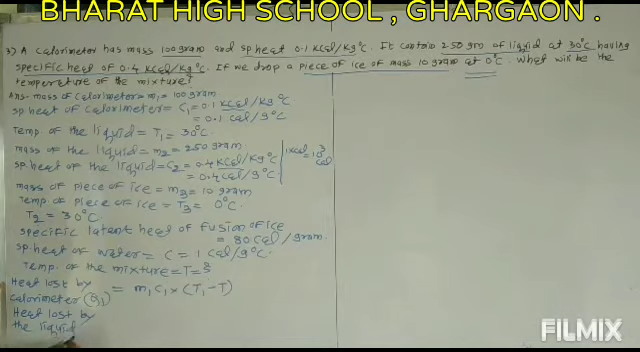 BHARAT HIGH SCHOOL , GHARGAON .
3) A calorimeter has mass 100 gram and sp heat 0.1 kcal/kg °C. It contain 250 gm of liquid at 30°C having
specific heat of 0.4 kcal/kg °C. If we drop a piece of ice of mass 10 gram at 0°C. What will be the
temperature of the mixture?
Ans- mass of calorimeter = m₁ = 100 gram
sp. heat of calorimeter = C₁ = 0.1 kcal/kg °C
= 0.1 cal/g °C
Temp. of the liquid = T₁ = 30°C.
mass of the liquid = m₂ = 250 gram
sp. heat of the liquid = C₂ = 0.4 kcal/kg °C
= 0.4 cal/g °C
1 kcal = 10³ cal
mass of piece of ice = m₃ = 10 gram
Temp of piece of ice = T₃ = 0°C
T₂ = 30°C.
specific latent heat of fusion of ice
= 80 cal / gram.
sp. heat of water = C = 1 cal/g °C.
Temp. of the mixture = T = ?
Heat lost by
calorimeter (Q₁) = m₁ C₁ × (T₁ - T)
Heat lost by
the liquid
FILMIX